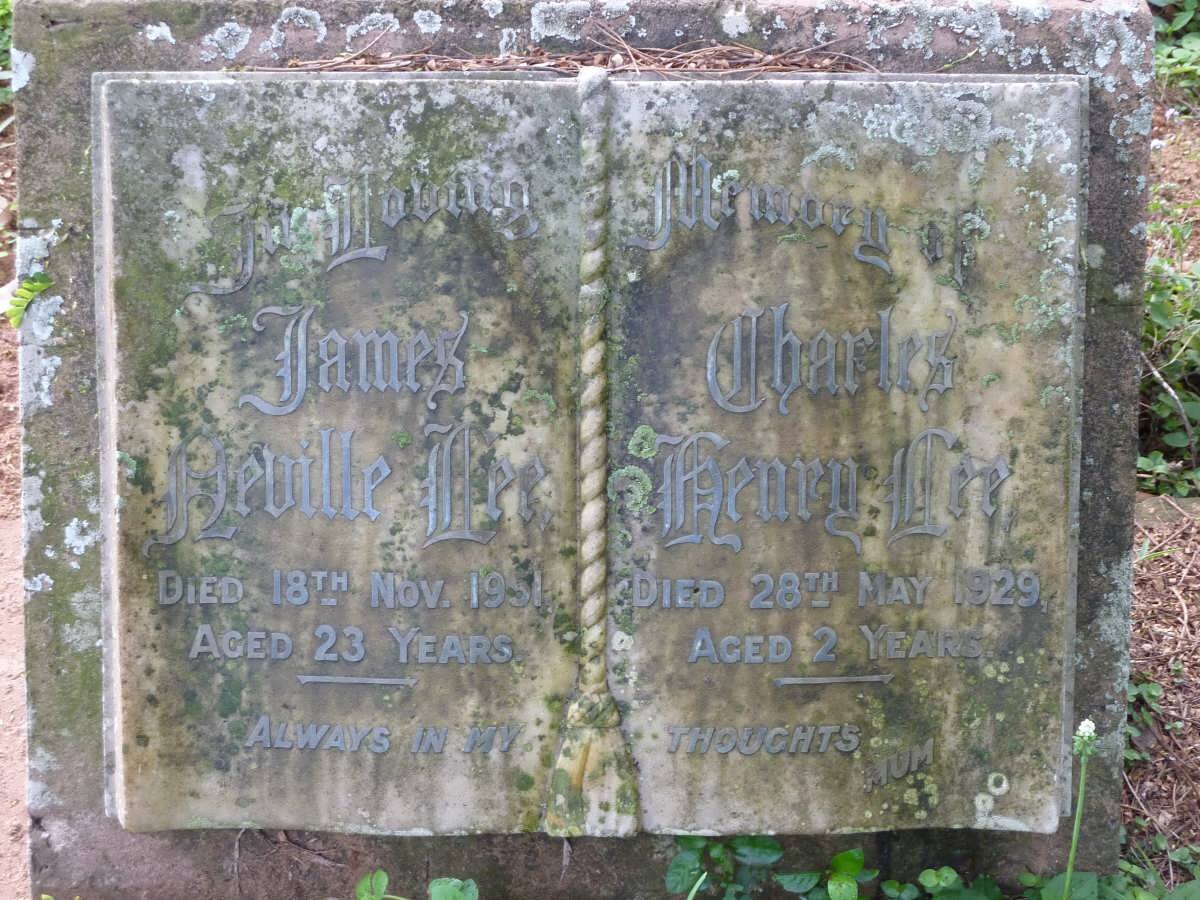 In Loving Memory of
James
Neville Lee,
DIED 18TH NOV. 1951,
AGED 23 YEARS.
Charles
Henry Lee,
DIED 28TH MAY 1929,
AGED 2 YEARS.
ALWAYS IN MY THOUGHTS
MUM